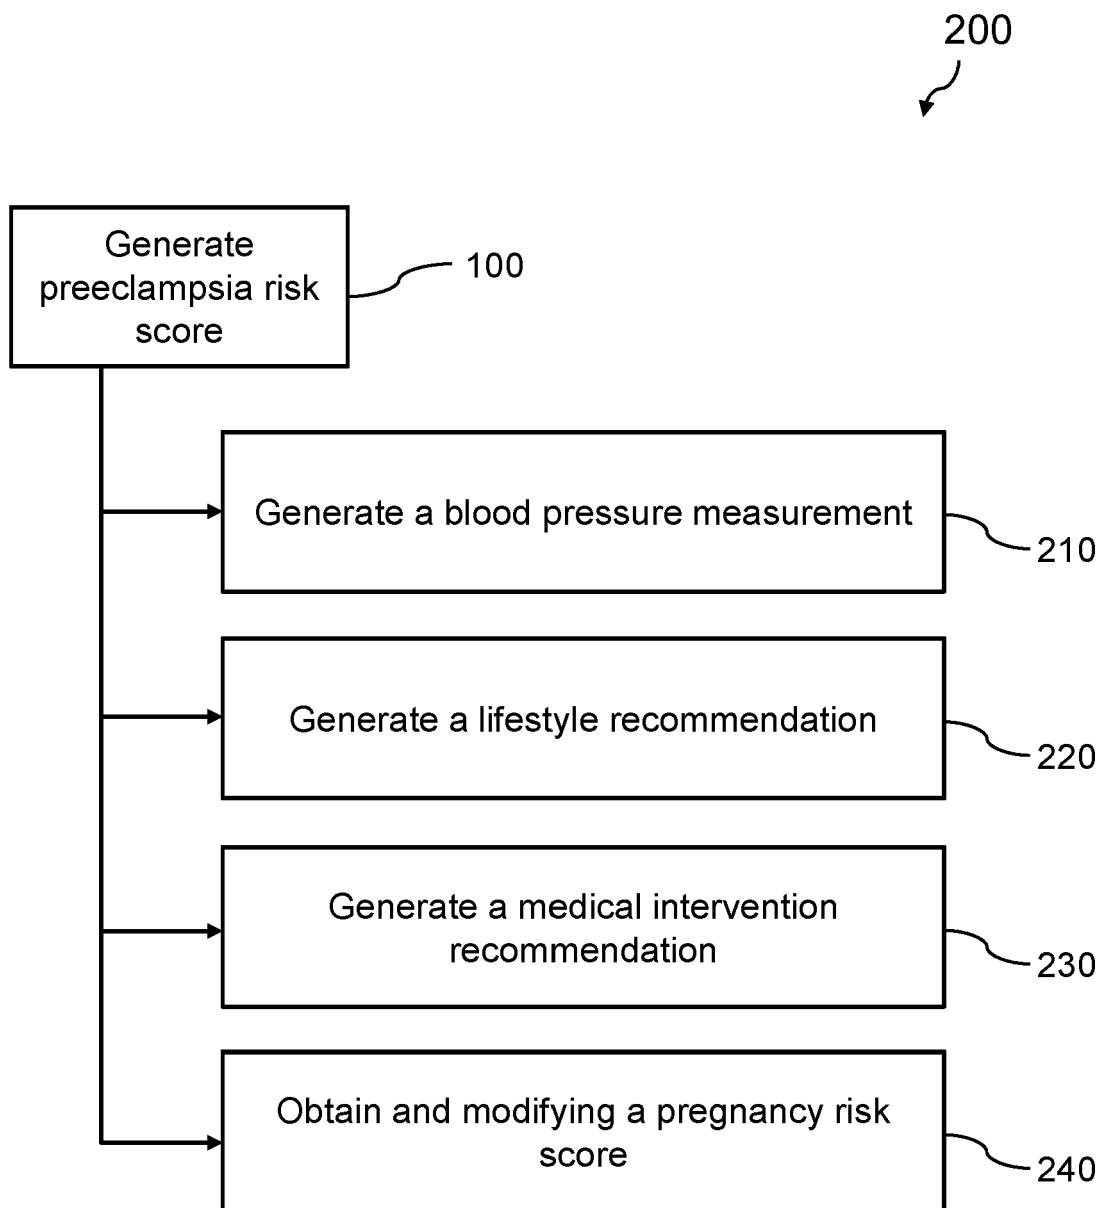 200
Generate
preeclampsia risk
score
100
Generate a blood pressure measurement
210
Generate a lifestyle recommendation
220
Generate a medical intervention
recommendation
230
Obtain and modifying a pregnancy risk
score
240